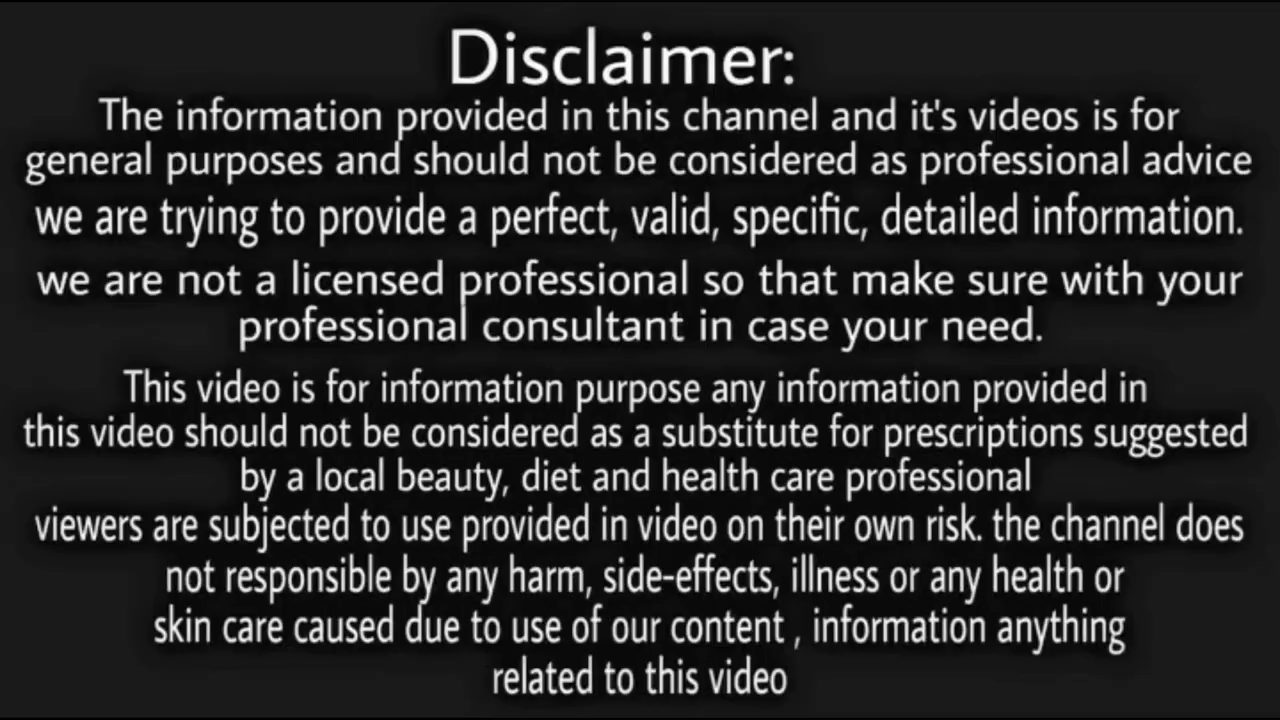 Disclaimer:
The information provided in this channel and it's videos is for
general purposes and should not be considered as professional advice
we are trying to provide a perfect, valid, specific, detailed information.
we are not a licensed professional so that make sure with your
professional consultant in case your need.
This video is for information purpose any information provided in
this video should not be considered as a substitute for prescriptions suggested
by a local beauty, diet and health care professional
viewers are subjected to use provided in video on their own risk. the channel does
not responsible by any harm, side-effects, illness or any health or
skin care caused due to use of our content , information anything
related to this video